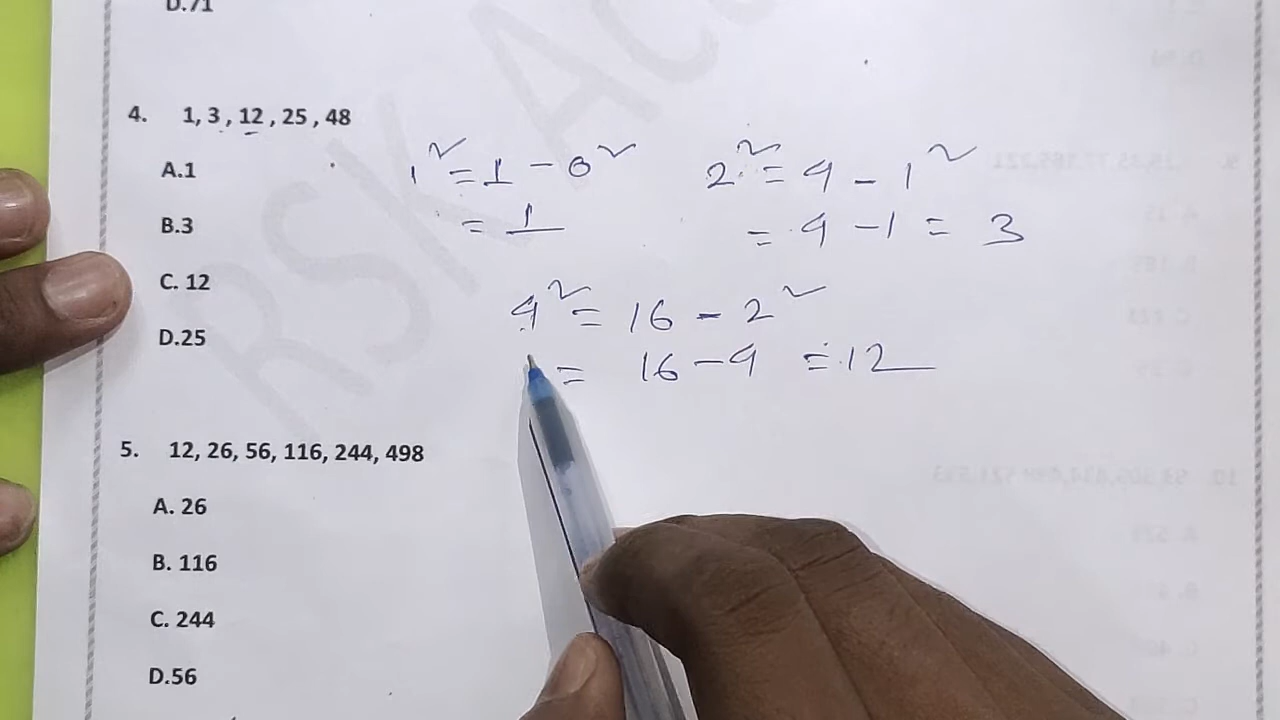 D.71
4. 1, 3 , 12 , 25 , 48
A.1
B.3
C. 12
D.25
1² = 1 - 0²
= 1
2² = 4 - 1²
= 4 - 1 = 3
4² = 16 - 2²
= 16 - 4 = 12
5. 12, 26, 56, 116, 244, 498
A. 26
B. 116
C. 244
D.56